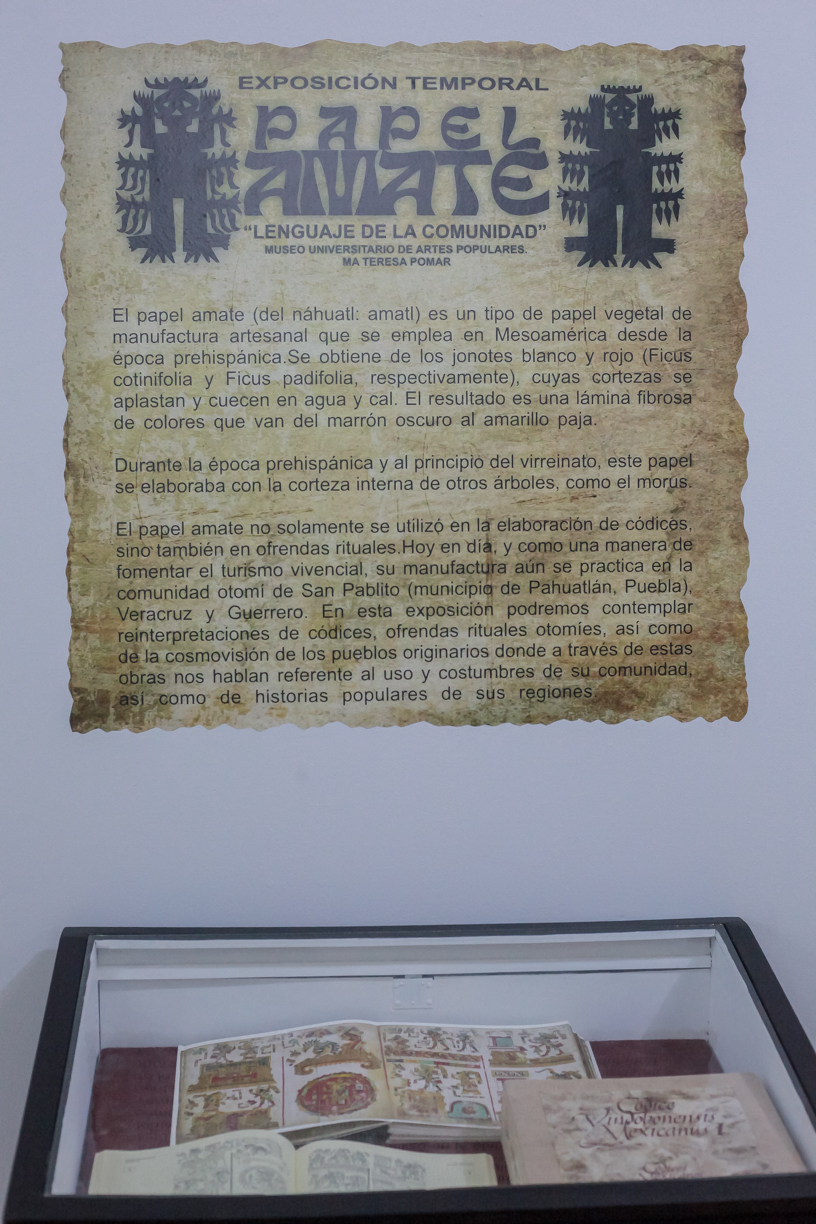 EXPOSICIÓN TEMPORAL
PAPEL
AMATE
“LENGUAJE DE LA COMUNIDAD”
MUSEO UNIVERSITARIO DE ARTES POPULARES.
MA TERESA POMAR
El papel amate (del náhuatl: amatl) es un tipo de papel vegetal de
manufactura artesanal que se emplea en Mesoamérica desde la
época prehispánica.Se obtiene de los jonotes blanco y rojo (Ficus
cotinifolia y Ficus padifolia, respectivamente), cuyas cortezas se
aplastan y cuecen en agua y cal. El resultado es una lámina fibrosa
de colores que van del marrón oscuro al amarillo paja.
Durante la época prehispánica y al principio del virreinato, este papel
se elaboraba con la corteza interna de otros árboles, como el morus.
El papel amate no solamente se utilizó en la elaboración de códices,
sino también en ofrendas rituales.Hoy en día, y como una manera de
fomentar el turismo vivencial, su manufactura aún se practica en la
comunidad otomí de San Pablito (municipio de Pahuatlán, Puebla),
Veracruz y Guerrero. En esta exposición podremos contemplar
reinterpretaciones de códices, ofrendas rituales otomíes, asi como
de la cosmovisión de los pueblos originarios donde a través de estas
obras nos hablan referente al uso y costumbres de su comunidad,
así como de historias populares de sus regiones.
Códice
Vindobonensis
Mexicanus I